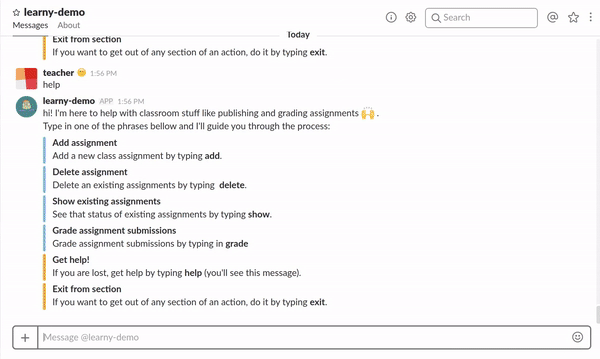 learny-demo
Messages About
Search
Today
Exit from section
If you want to get out of any section of an action, do it by typing exit.
teacher 1:56 PM
help
learny-demo APP 1:56 PM
hi! I'm here to help with classroom stuff like publishing and grading assignments 🙌 .
Type in one of the phrases bellow and I'll guide you through the process:
Add assignment
Add a new class assignment by typing add.
Delete assignment
Delete an existing assignments by typing delete.
Show existing assignments
See that status of existing assignments by typing show.
Grade assignment submissions
Grade assignment submissions by typing in grade
Get help!
If you are lost, get help by typing help (you'll see this message).
Exit from section
If you want to get out of any section of an action, do it by typing exit.
Message @learny-demo